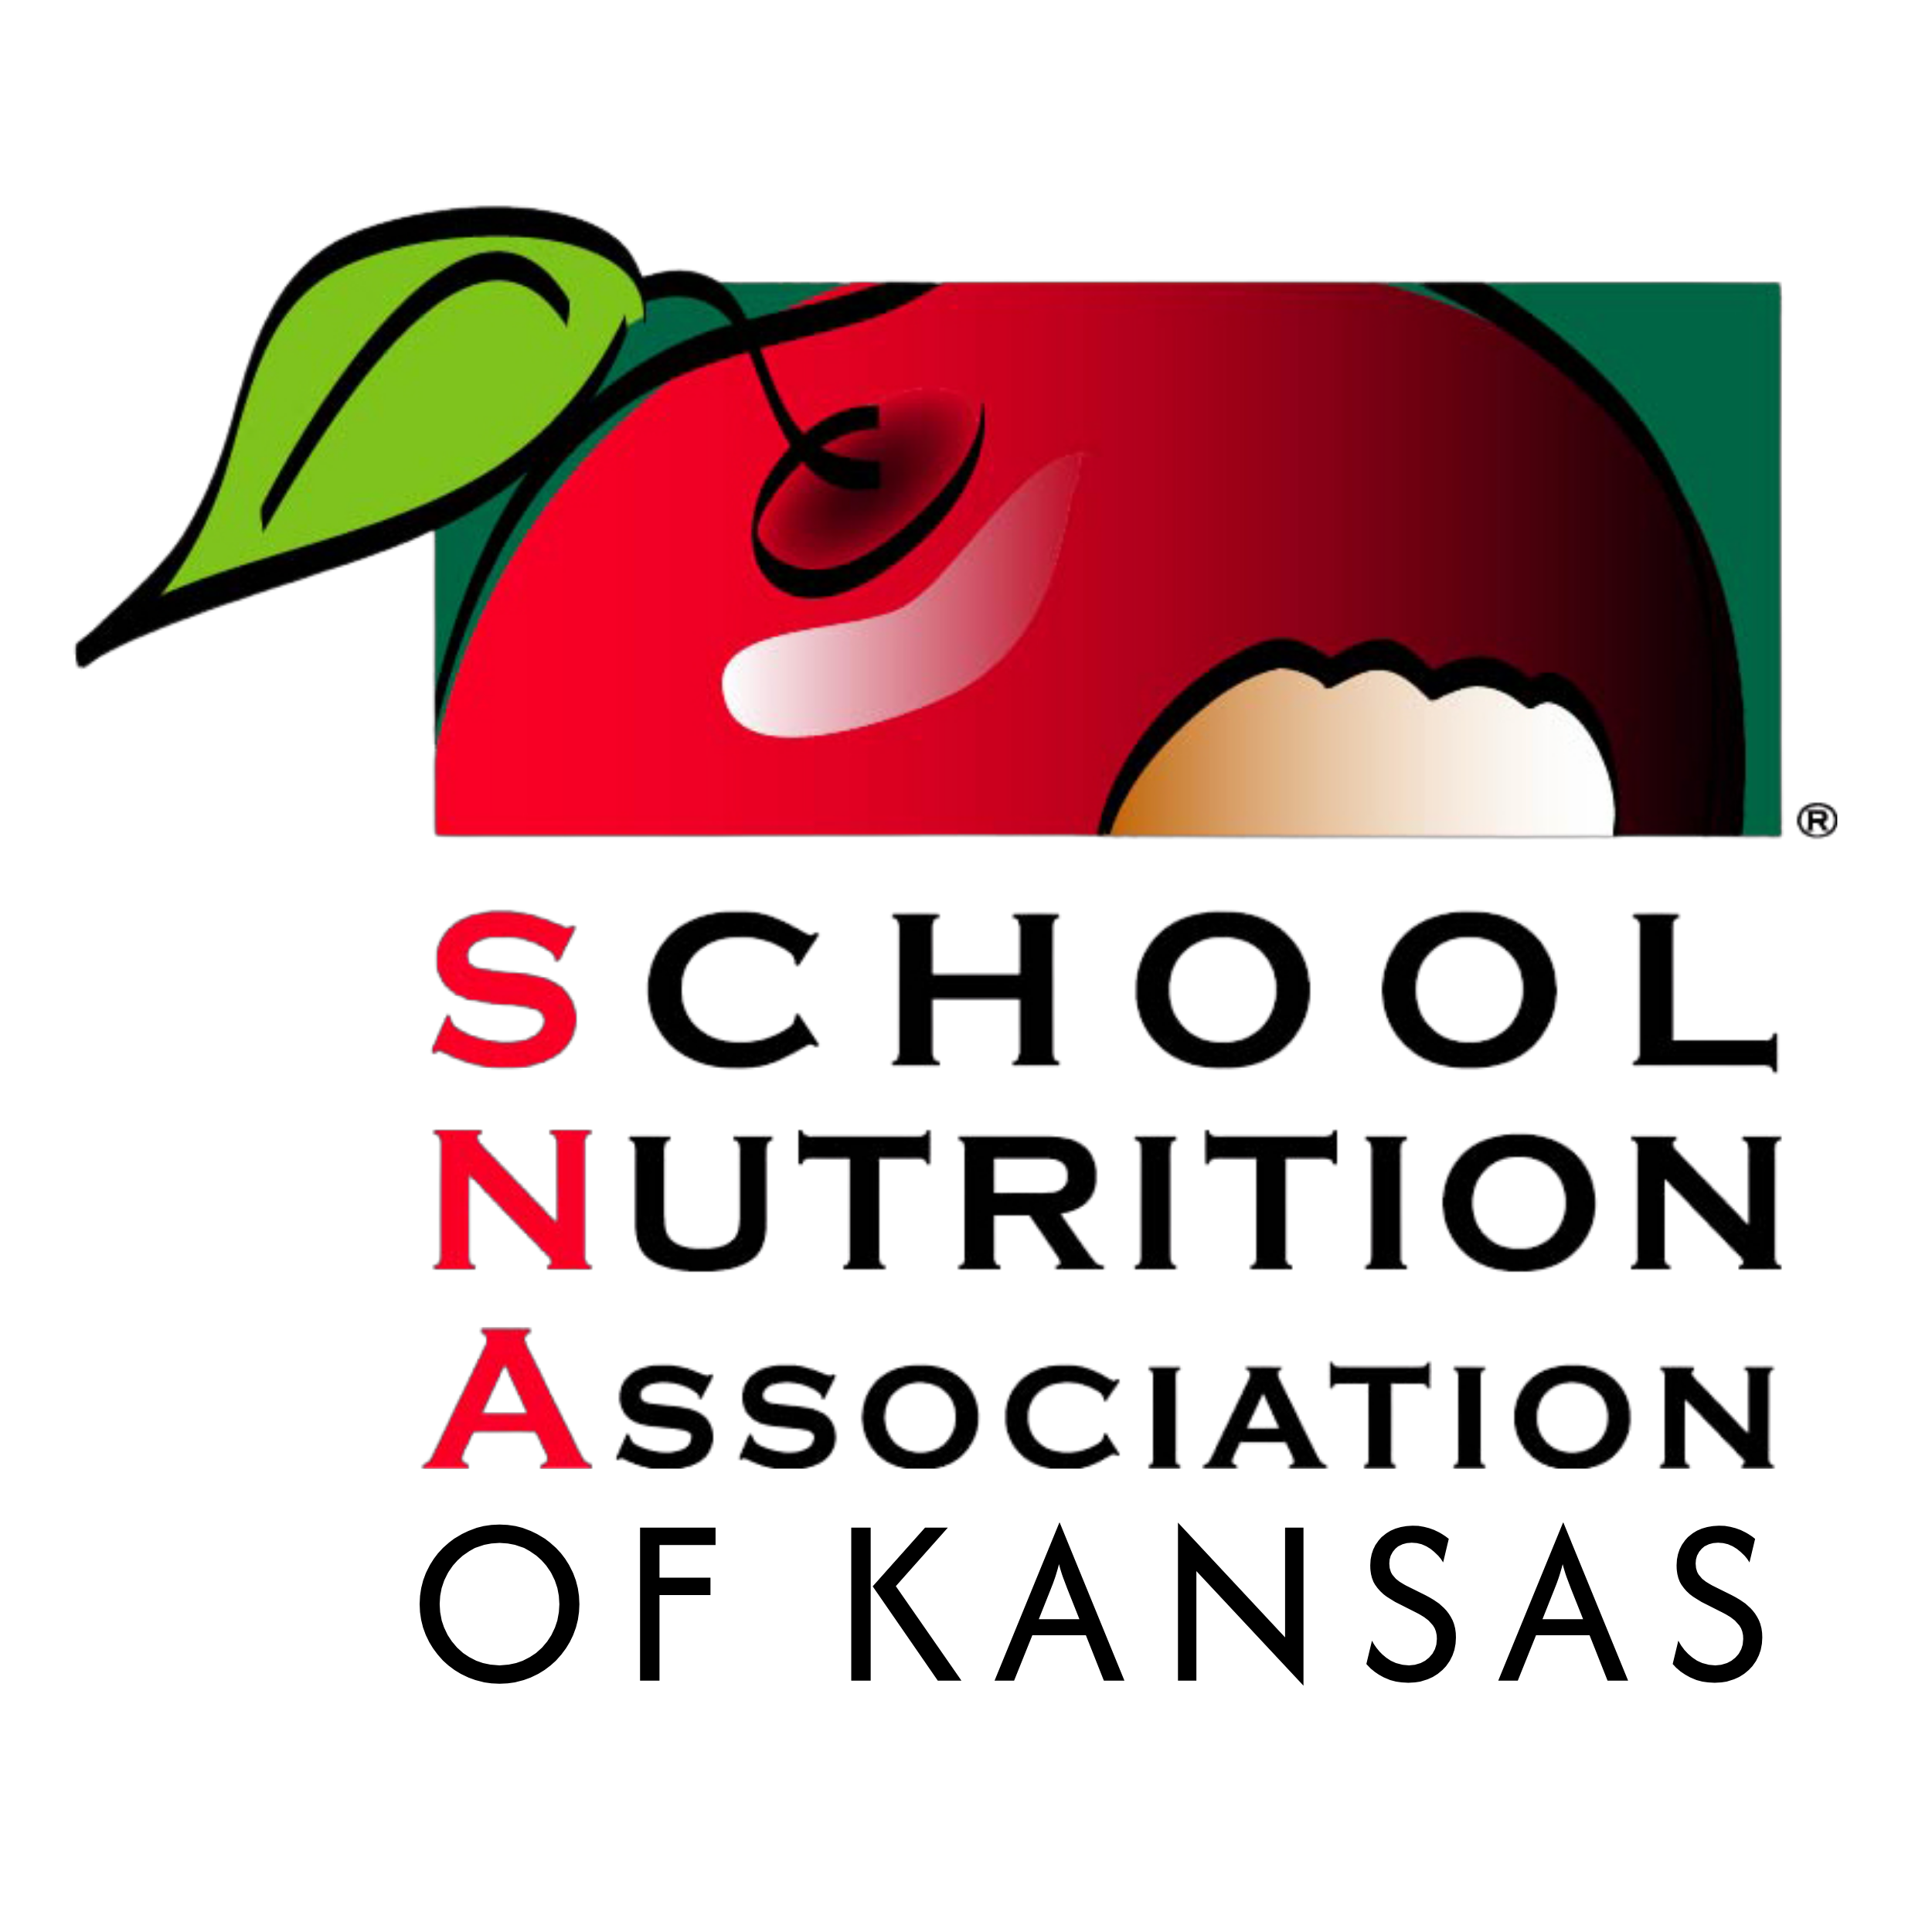 ®
SCHOOL
NUTRITION
ASSOCIATION
OF KANSAS